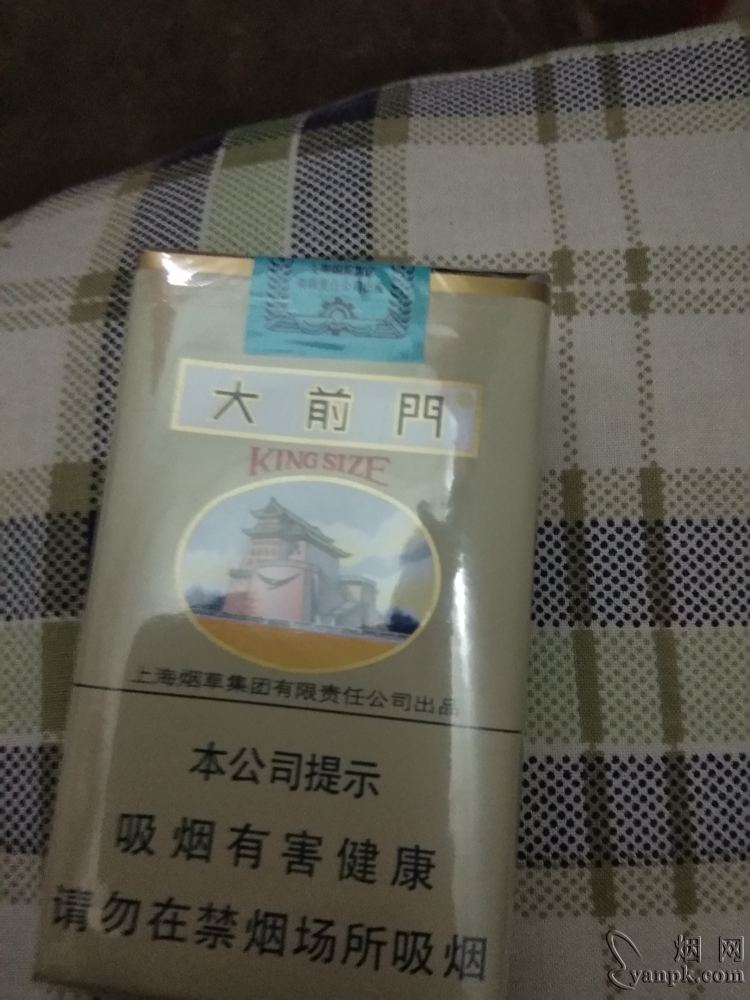 大前門
KING SIZE
上海烟草集团有限责任公司出品
本公司提示
吸烟有害健康
请勿在禁烟场所吸烟
烟网
yanpk.com